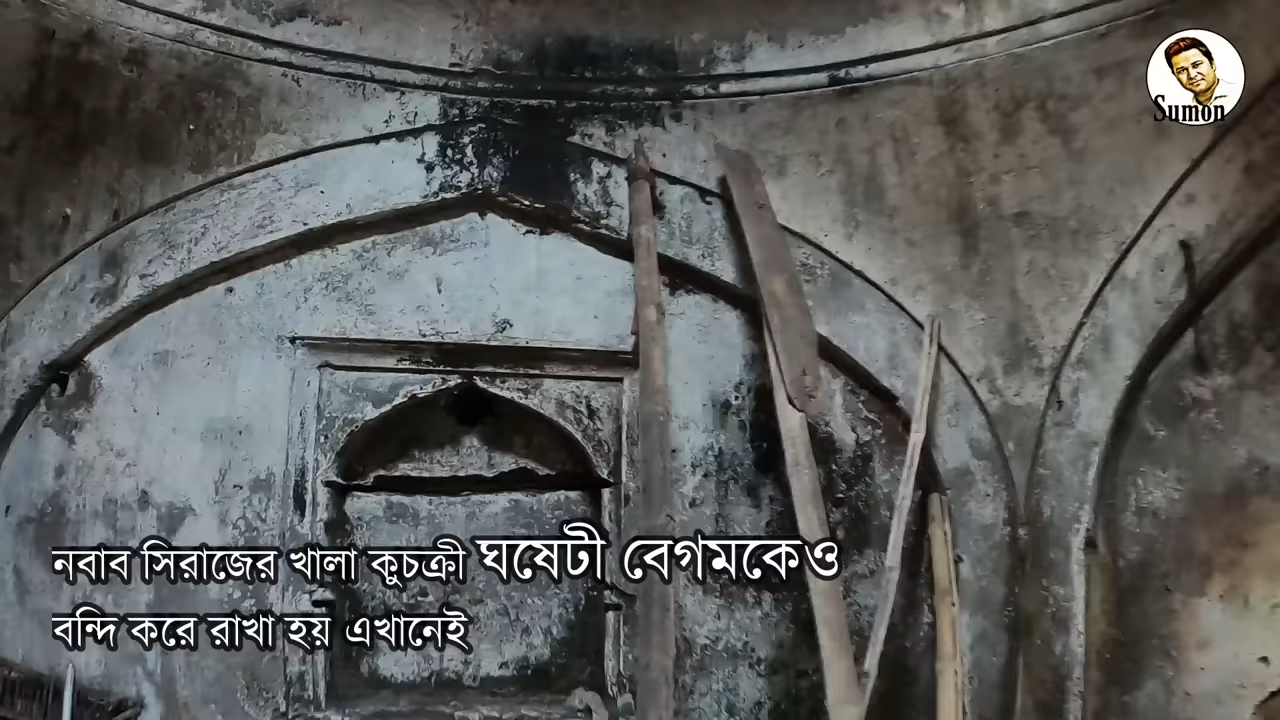 Sumon
নবাব সিরাজের খালা কুচক্রী ঘষেটী বেগমকেও
বন্দি করে রাখা হয় এখানেই